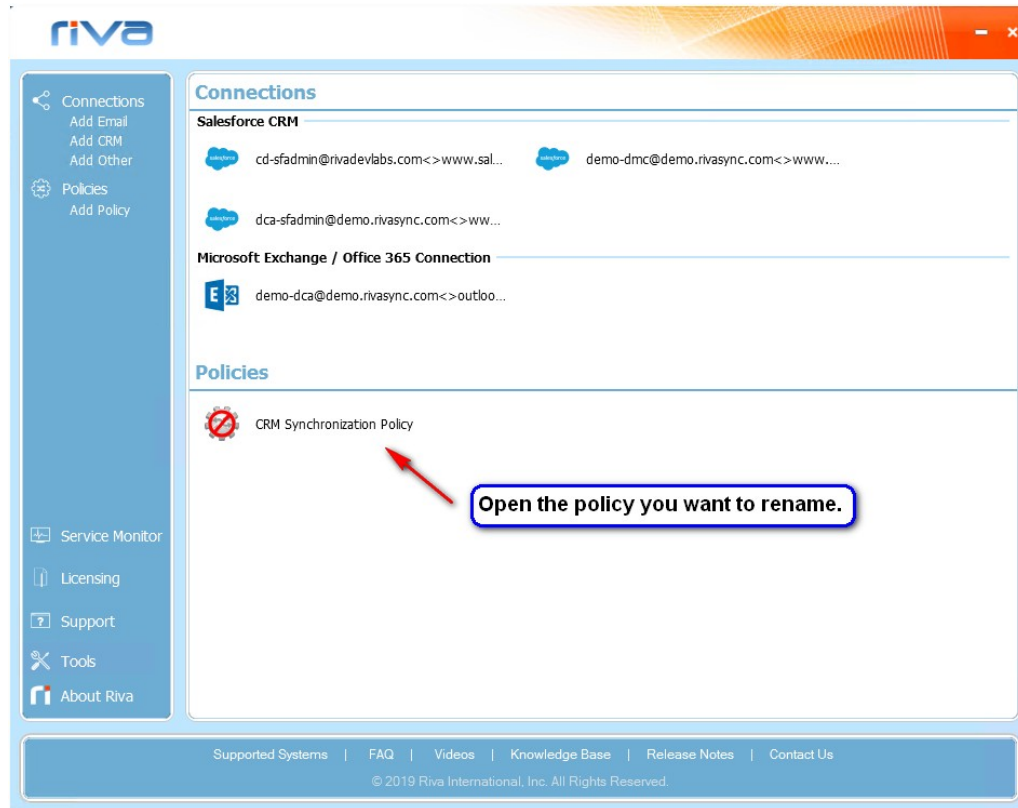 riva
Connections
Add Email
Add CRM
Add Other
Policies
Add Policy
Service Monitor
Licensing
Support
Tools
About Riva
Connections
Salesforce CRM
cd-sfadmin@rivadevlabs.com<>www.sal...
demo-dmc@demo.rivasync.com<>www....
dca-sfadmin@demo.rivasync.com<>ww...
Microsoft Exchange / Office 365 Connection
demo-dca@demo.rivasync.com<>outloo...
Policies
CRM Synchronization Policy
Open the policy you want to rename.
Supported Systems | FAQ | Videos | Knowledge Base | Release Notes | Contact Us
© 2019 Riva International, Inc. All Rights Reserved.